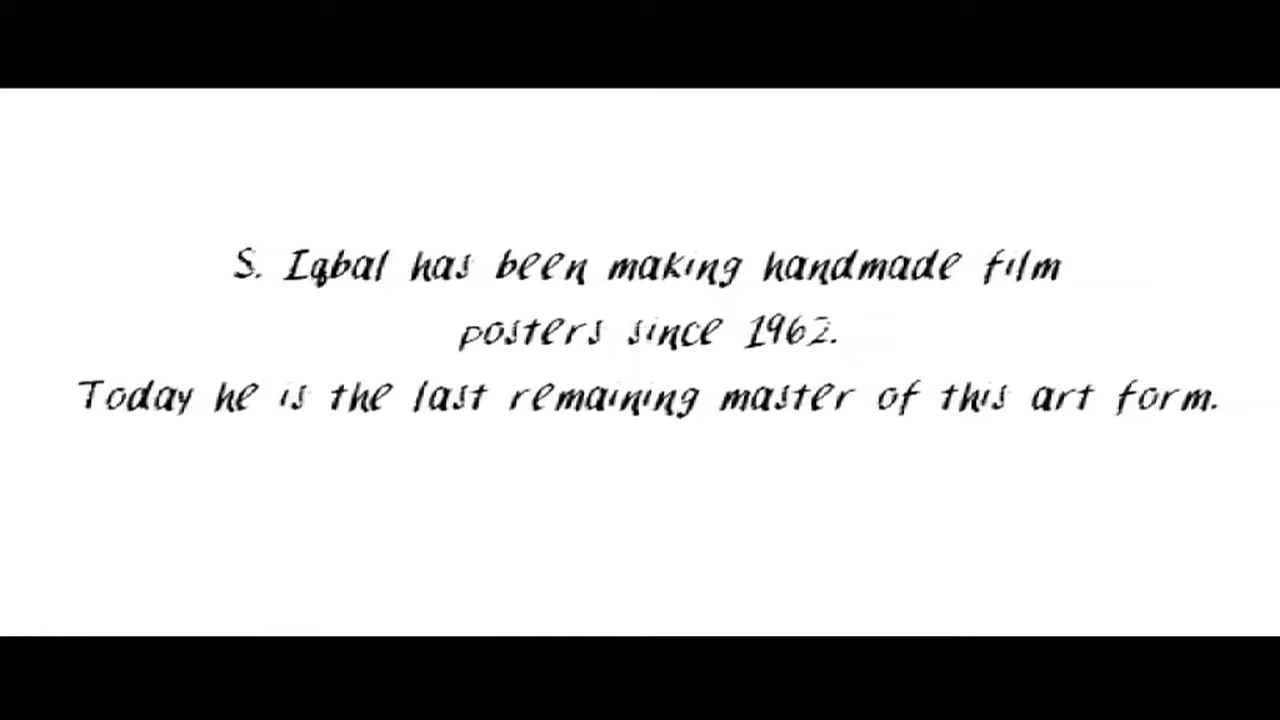 S. Iqbal has been making handmade film
posters since 1962.
Today he is the last remaining master of this art form.